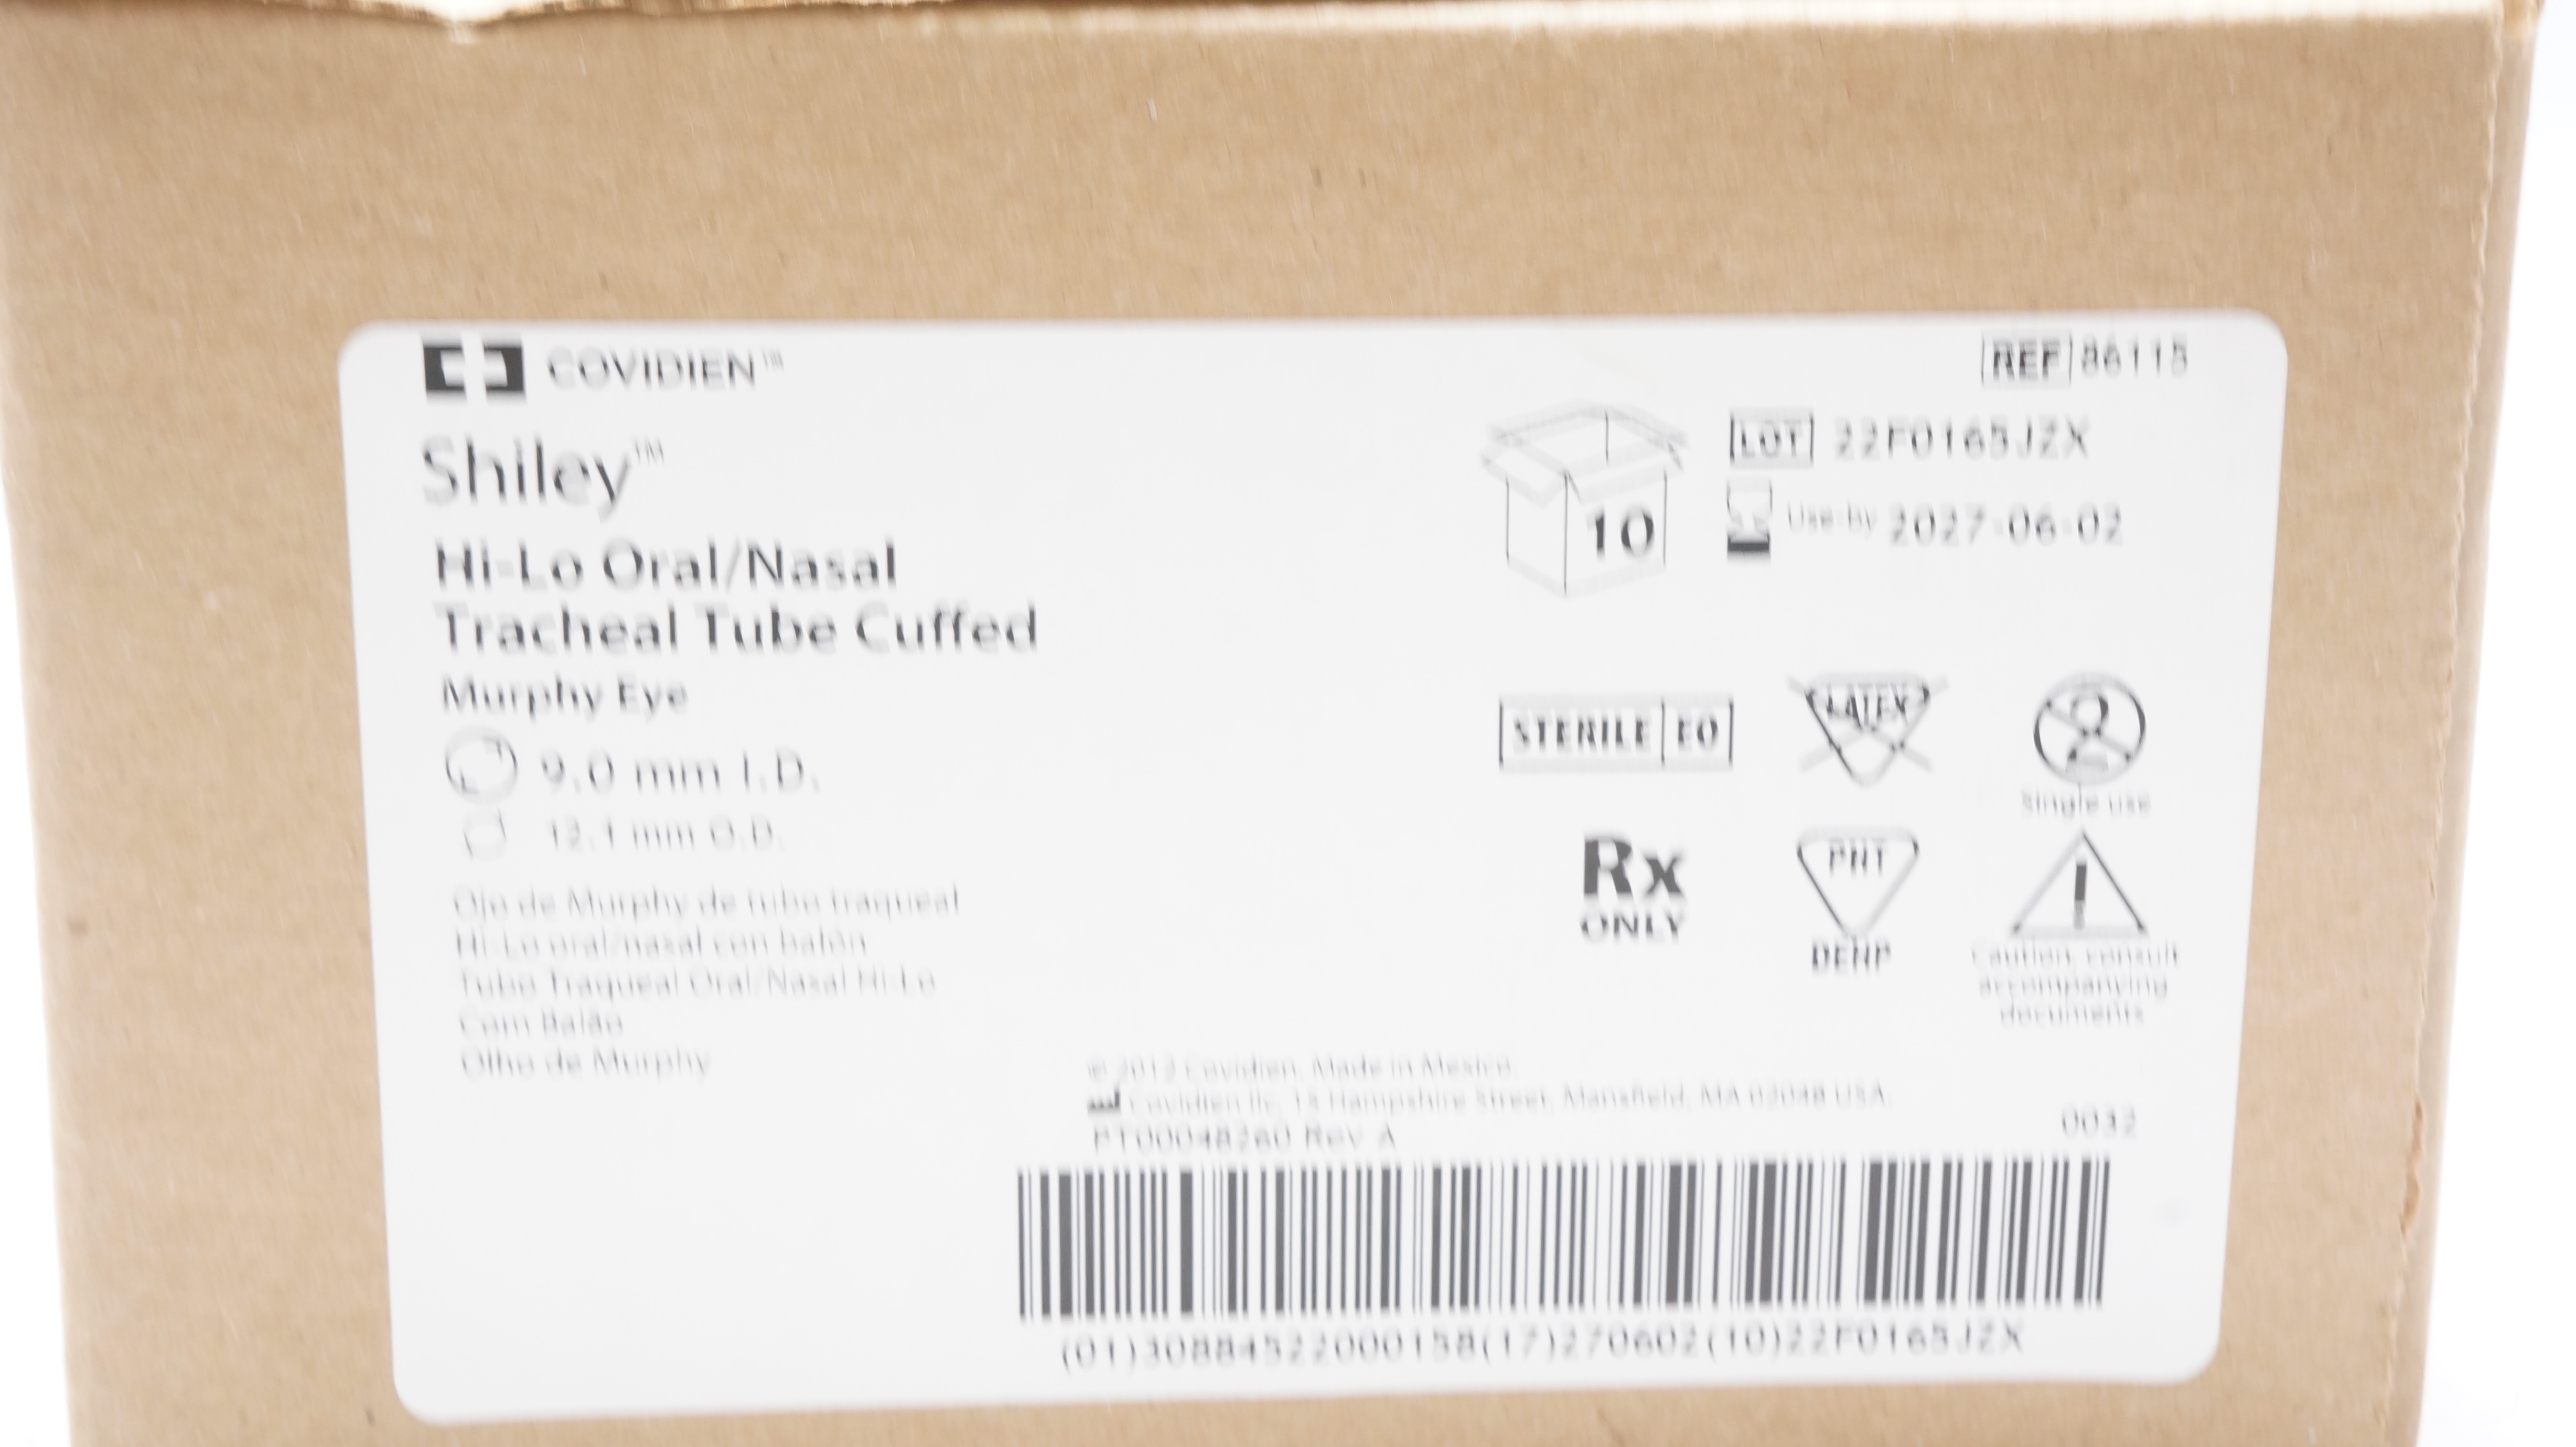 COVIDIEN™
REF 86115
Shiley™
LOT 22F0165JZX
10
Use-by 2027-06-02
Hi-Lo Oral/Nasal
Tracheal Tube Cuffed
Murphy Eye
STERILE EO
LATEX
Single use
9.0 mm I.D.
12.1 mm O.D.
Rx
ONLY
PHT
DEHP
Caution, consult
accompanying
documents
Ojo de Murphy de tubo traqueal
Hi-Lo oral/nasal con balón
Tubo Traqueal Oral/Nasal Hi-Lo
Com Balão
Olho de Murphy
© 2012 Covidien. Made in Mexico.
Covidien llc, 15 Hampshire Street, Mansfield, MA 02048 USA.
PT00048260 Rev A
0032
(01)30884522000158(17)270602(10)22F0165JZX